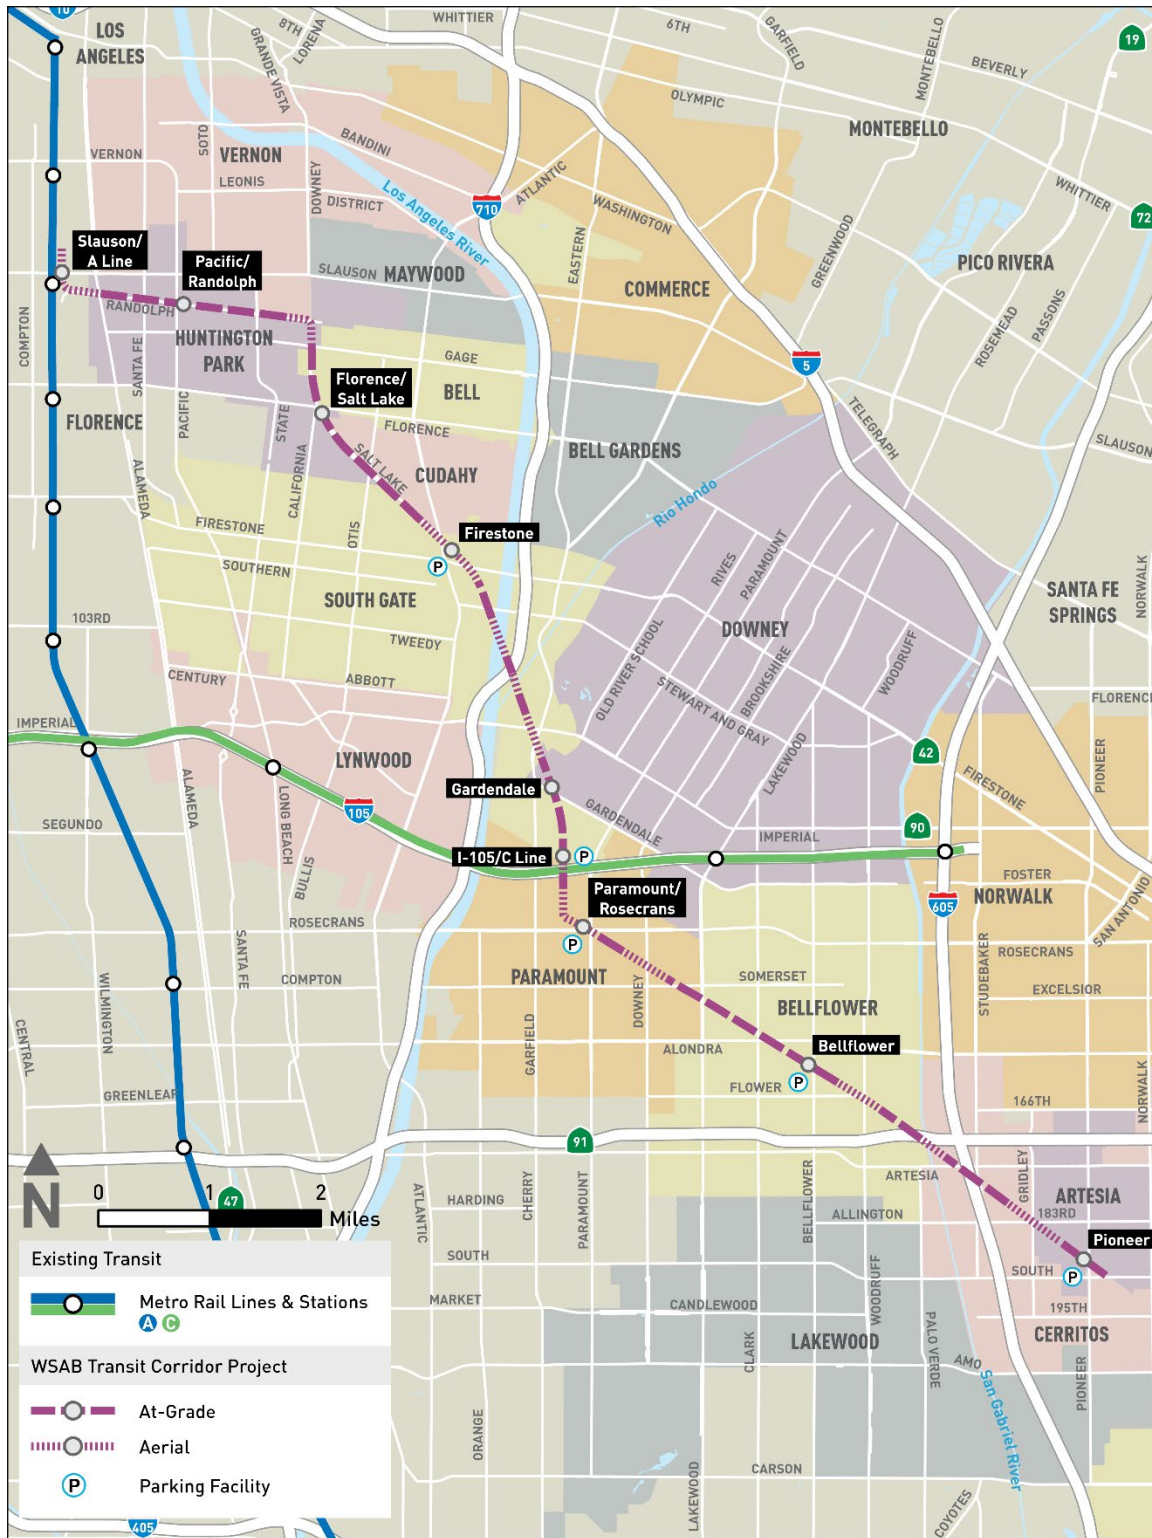 10
LOS
ANGELES
8TH
LORENA
GRANDE VISTA
WHITTIER
6TH
GARFIELD
MONTEBELLO
19
BEVERLY
OLYMPIC
MONTEBELLO
WHITTIER
72
VERNON
SOTO
VERNON
LEONIS
DOWNEY
BANDINI
DISTRICT
Los Angeles River
710
ATLANTIC
WASHINGTON
EASTERN
GREENWOOD
PICO RIVERA
Slauson/
A Line
Pacific/
Randolph
SLAUSON
MAYWOOD
COMMERCE
ROSEMEAD
PASSONS
COMPTON
RANDOLPH
HUNTINGTON
PARK
SANTA FE
PACIFIC
GAGE
BELL
5
Florence/
Salt Lake
FLORENCE
STATE
CALIFORNIA
FLORENCE
SALT LAKE
CUDAHY
BELL GARDENS
TELEGRAPH
SLAUSON
ALAMEDA
Rio Hondo
FIRESTONE
OTIS
Firestone
P
SOUTHERN
SOUTH GATE
RIVES
PARAMOUNT
SANTA FE
SPRINGS
NORWALK
103RD
TWEEDY
DOWNEY
OLD RIVER SCHOOL
BROOKSHIRE
WOODRUFF
CENTURY
ABBOTT
STEWART AND GRAY
FLORENCE
IMPERIAL
LYNWOOD
LAKEWOOD
42
PIONEER
FIRESTONE
ALAMEDA
LONG BEACH
105
Gardendale
GARDENDALE
SEGUNDO
BULLIS
IMPERIAL
90
I-105/C Line
P
Paramount/
Rosecrans
FOSTER
605
NORWALK
SAN ANTONIO
ROSECRANS
P
ROSECRANS
SANTA FE
COMPTON
PARAMOUNT
DOWNEY
SOMERSET
STUDEBAKER
EXCELSIOR
WILMINGTON
CENTRAL
GARFIELD
BELLFLOWER
ALONDRA
Bellflower
P
FLOWER
GREENLEAF
166TH
NORWALK
91
N
0
1
2
Miles
47
ATLANTIC
HARDING
CHERRY
PARAMOUNT
BELLFLOWER
ARTESIA
GRIDLEY
ARTESIA
ALLINGTON
183RD
Pioneer
P
SOUTH
SOUTH
WOODRUFF
MARKET
CANDLEWOOD
195TH
CLARK
LAKEWOOD
PALO VERDE
CERRITOS
AMO
PIONEER
San Gabriel River
ORANGE
CARSON
LAKEWOOD
COYOTES
Existing Transit
Metro Rail Lines & Stations
A C
WSAB Transit Corridor Project
At-Grade
Aerial
P Parking Facility
405